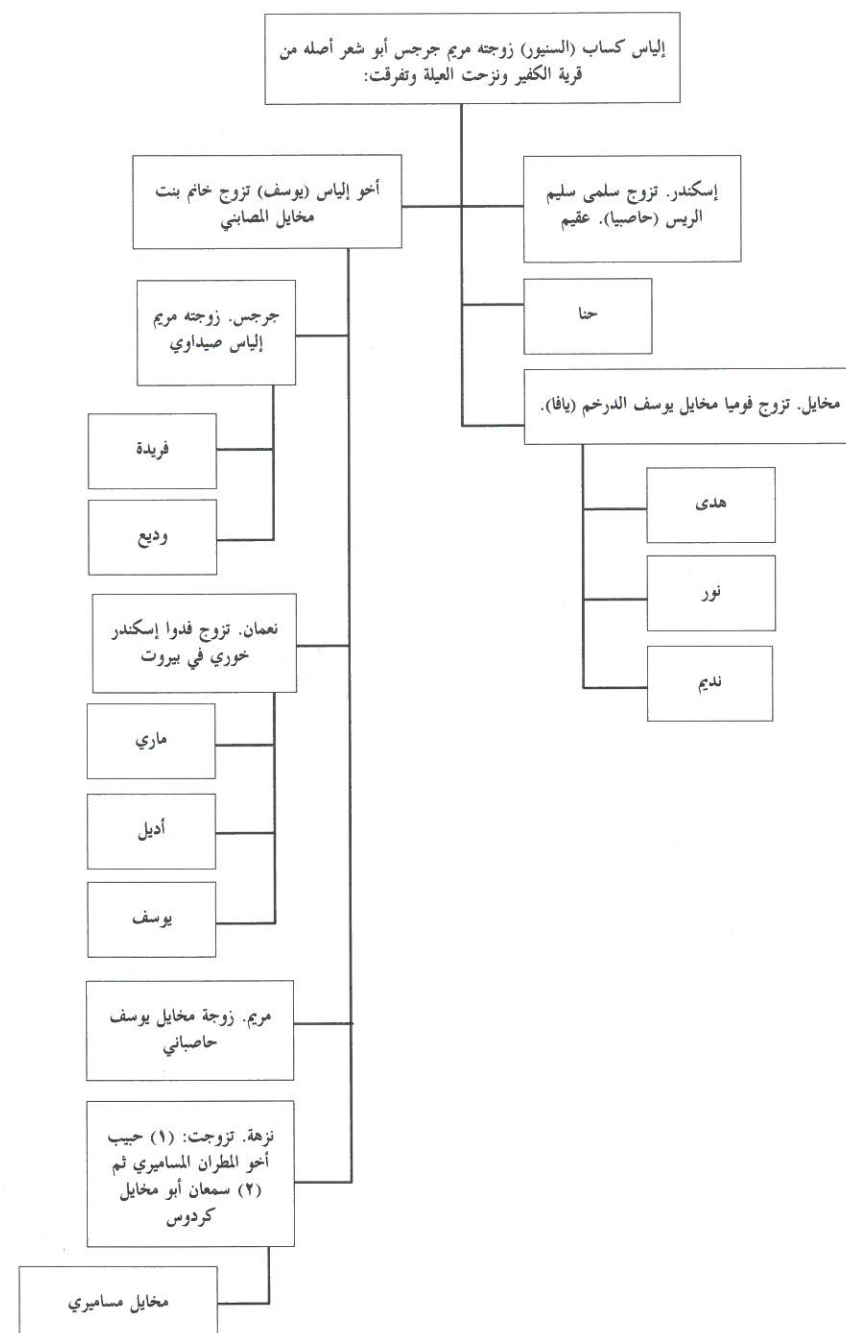 إلياس كساب (السنيور) زوجته مريم جرجس أبو شعر أصله من
قرية الكفير ونزحت العيلة وتفرقت:
إسكندر. تزوج سلمى سليم
الريس (حاصبيا). عقيم
حنا
مخايل. تزوج فوميا مخايل يوسف الدرخم (يافا).
هدى
نور
نديم
أخو إلياس (يوسف) تزوج خانم بنت
مخايل المصابني
جرجس. زوجته مريم
إلياس صيداوي
فريدة
وديع
نعمان. تزوج فدوا إسكندر
خوري في بيروت
ماري
أديل
يوسف
مريم. زوجة مخايل يوسف
حاصباني
نزهة. تزوجت: (١) حبيب
أخو المطران المساميري ثم
(٢) سمعان أبو مخايل
كردوس
مخايل مساميري